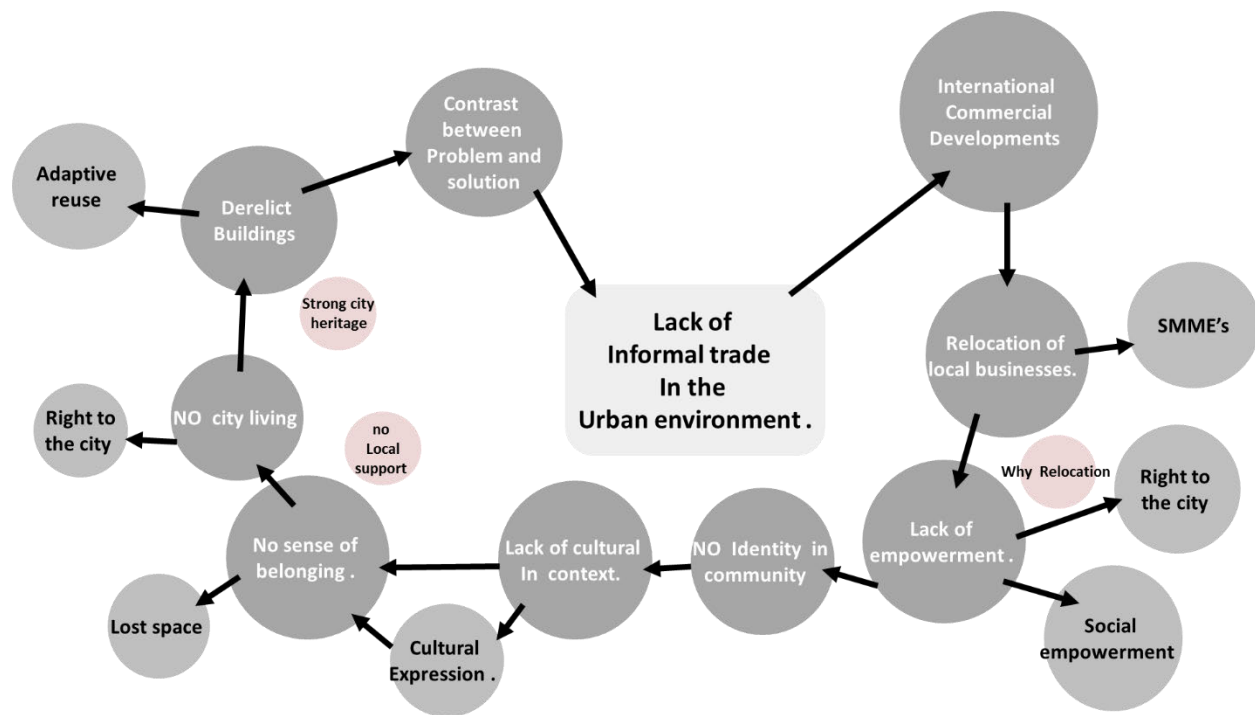 Contrast
between
Problem and
solution
International
Commercial
Developments
Adaptive
reuse
Derelict
Buildings
Strong city
heritage
Lack of
Informal trade
In the
Urban environment .
Relocation of
local businesses.
SMME's
NO  city living
Right to
the city
no
Local
support
Why  Relocation
Right to
the city
Lack of
empowerment .
NO  Identity in
community
Lack of cultural
In  context.
No sense of
belonging .
Lost space
Cultural
Expression .
Social
empowerment